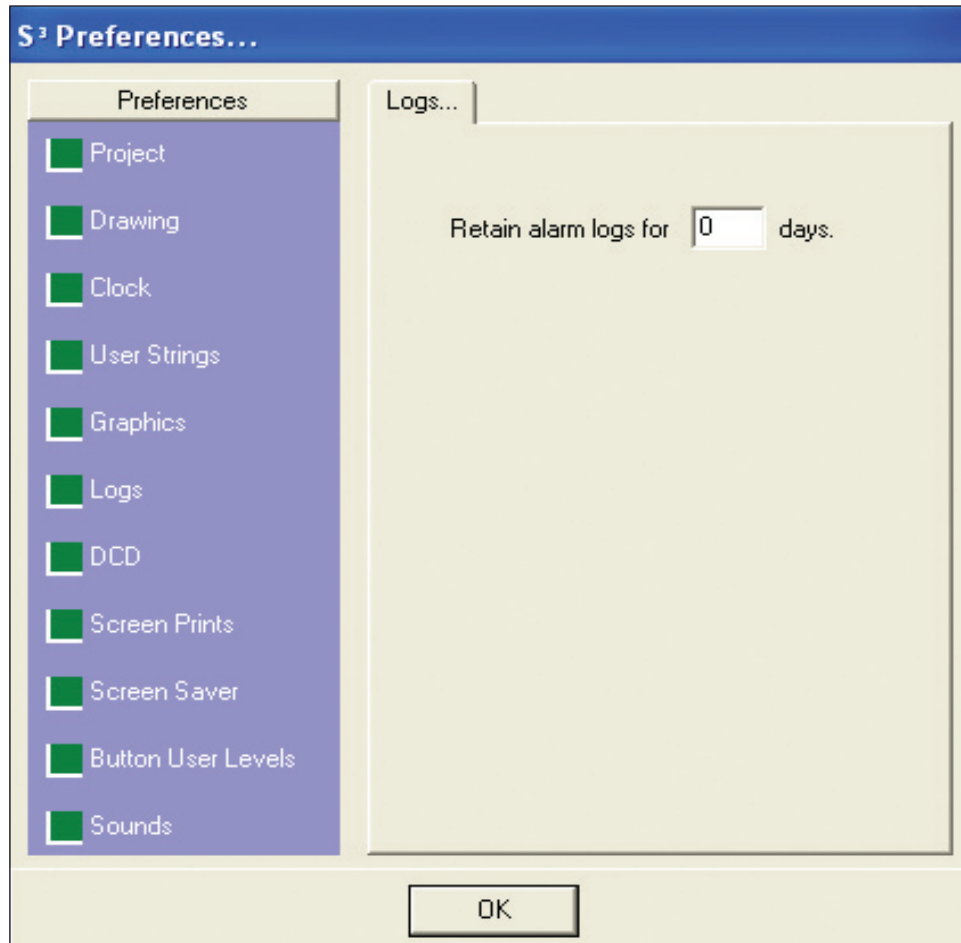 S³ Preferences...
Preferences
Project
Drawing
Clock
User Strings
Graphics
Logs
DCD
Screen Prints
Screen Saver
Button User Levels
Sounds
Logs...
Retain alarm logs for 0 days.
OK